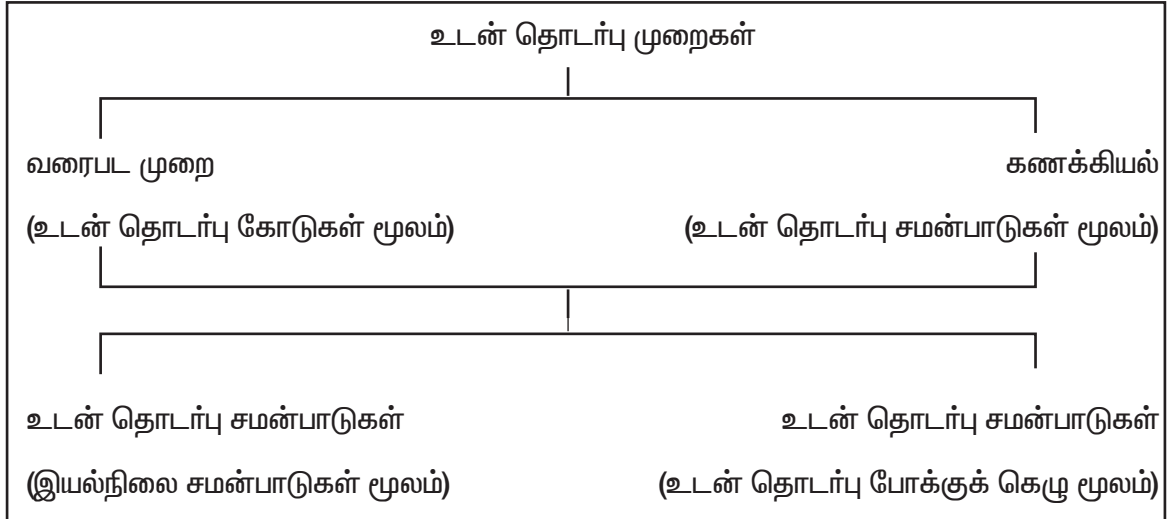 உடன் தொடர்பு முறைகள்
வரைபட முறை கணக்கியல்
(உடன் தொடர்பு கோடுகள் மூலம்) (உடன் தொடர்பு சமன்பாடுகள் மூலம்)
உடன் தொடர்பு சமன்பாடுகள் உடன் தொடர்பு சமன்பாடுகள்
(இயல்நிலை சமன்பாடுகள் மூலம்) (உடன் தொடர்பு போக்குக் கெழு மூலம்)